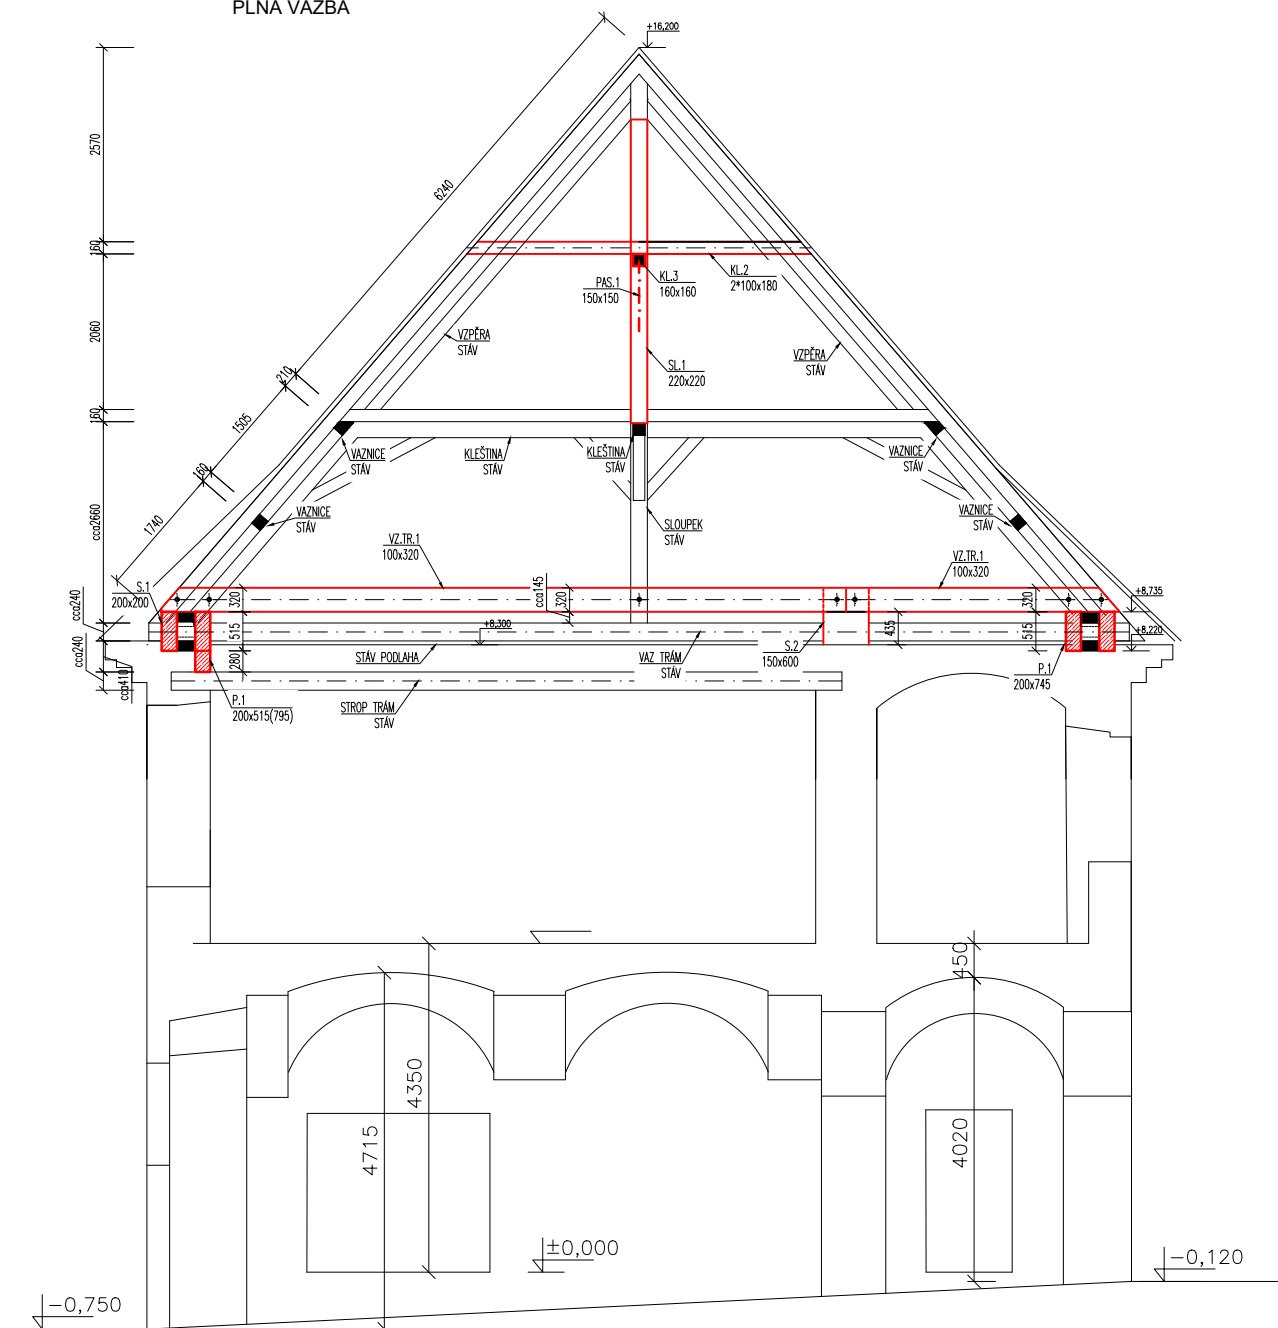 PLNÁ VAZBA
+16,200
2570
6240
160
KL.3
160x160
KL.2
2*100x180
PAS.1
150x150
2060
VZPĚRA
STÁV
VZPĚRA
STÁV
SL.1
220x220
210
1505
160
160
VAZNICE
STÁV
KLEŠTINA
STÁV
KLEŠTINA
STÁV
VAZNICE
STÁV
1740
cca2660
VAZNICE
STÁV
SLOUPEK
STÁV
VAZNICE
STÁV
VZ.TR.1
100x320
VZ.TR.1
100x320
S.1
200x200
cca240
320
cca145
320
320
+8,735
515
+8,300
435
515
+8,220
cca240
STÁV PODLAHA
VAZ TRÁM
STÁV
S.2
150x600
280
P.1
200x745
cca410
P.1
200x515(795)
STROP TRÁM
STÁV
450
4350
4715
4020
±0,000
-0,120
-0,750